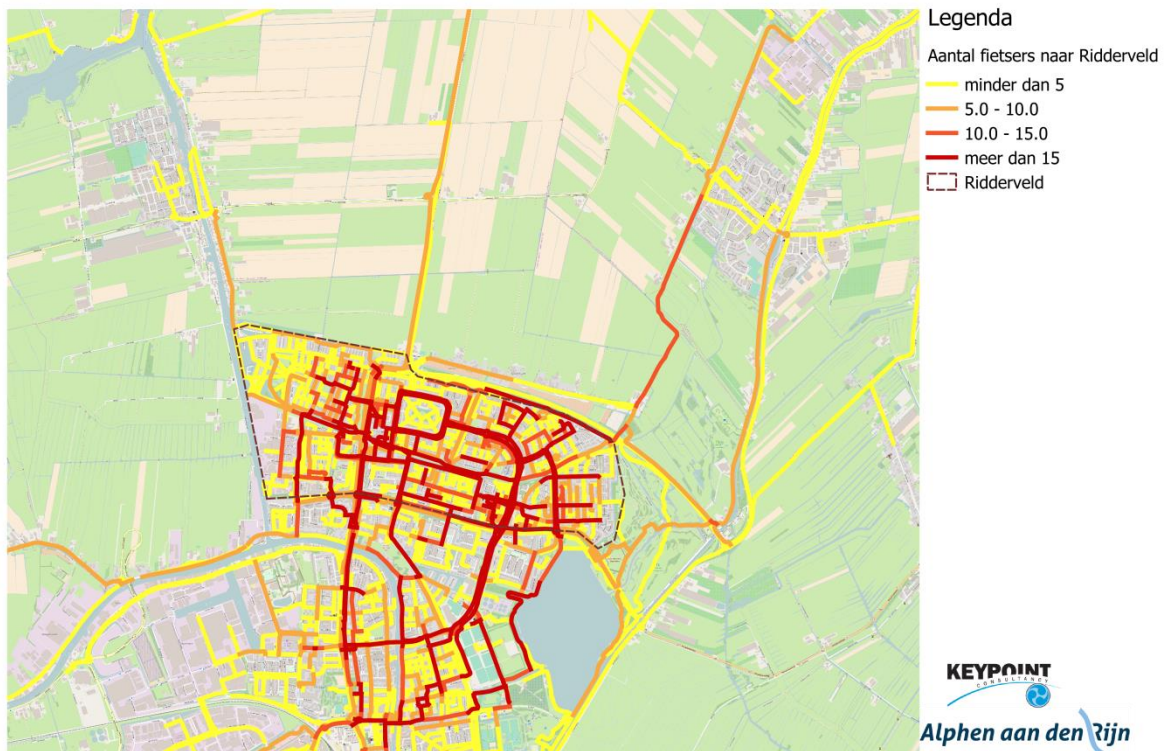 Legenda
Aantal fietsers naar Ridderveld
minder dan 5
5.0 - 10.0
10.0 - 15.0
meer dan 15
Ridderveld
KEYPOINT
CONSULTANCY
Alphen aan den Rijn